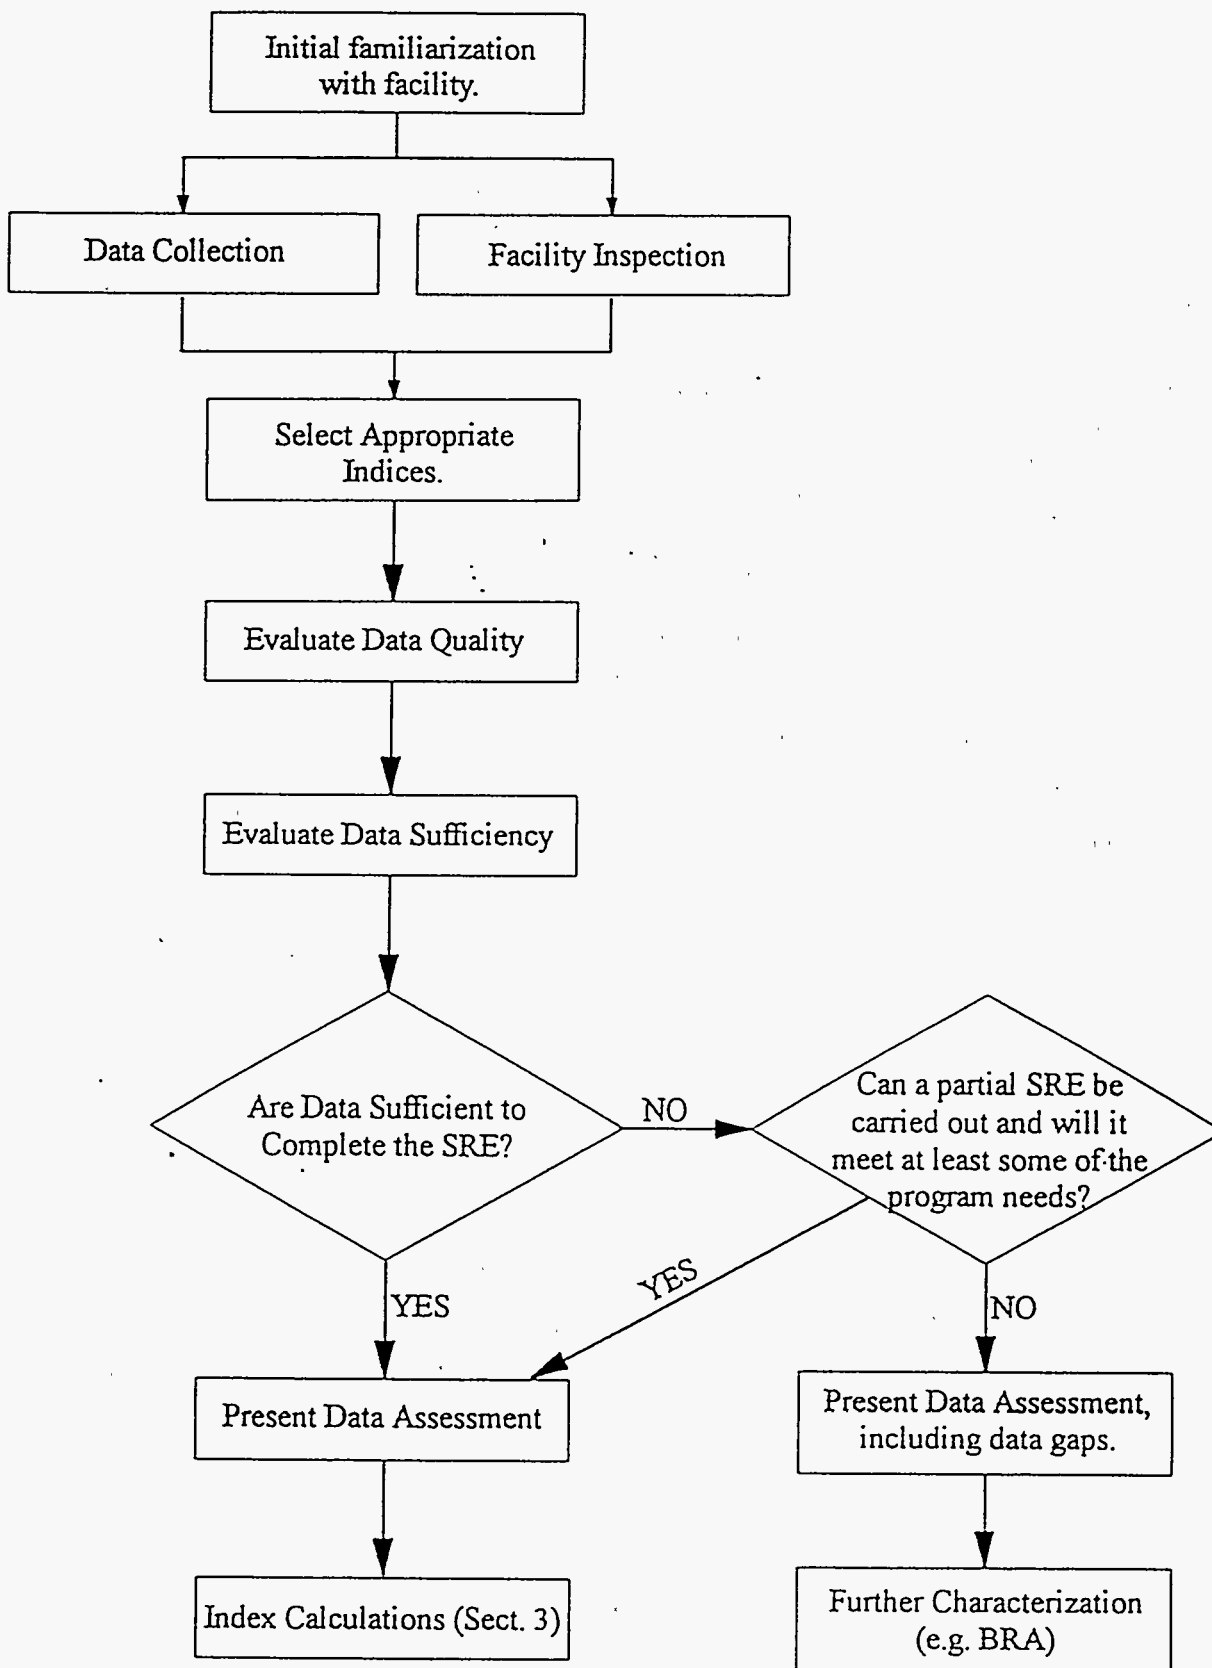 Initial familiarization
with facility.
Data Collection
Facility Inspection
Select Appropriate
Indices.
Evaluate Data Quality
Evaluate Data Sufficiency
Are Data Sufficient to
Complete the SRE?
NO
Can a partial SRE be
carried out and will it
meet at least some of the
program needs?
YES
YES
NO
Present Data Assessment
Present Data Assessment,
including data gaps.
Index Calculations (Sect. 3)
Further Characterization
(e.g. BRA)